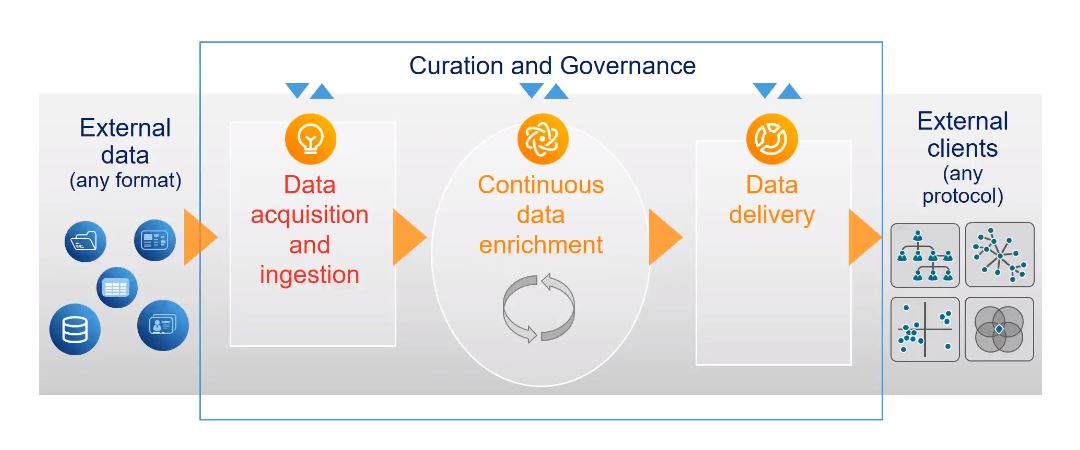 Curation and Governance
External
data
(any format)
Data
acquisition
and
ingestion
Continuous
data
enrichment
Data
delivery
External
clients
(any
protocol)